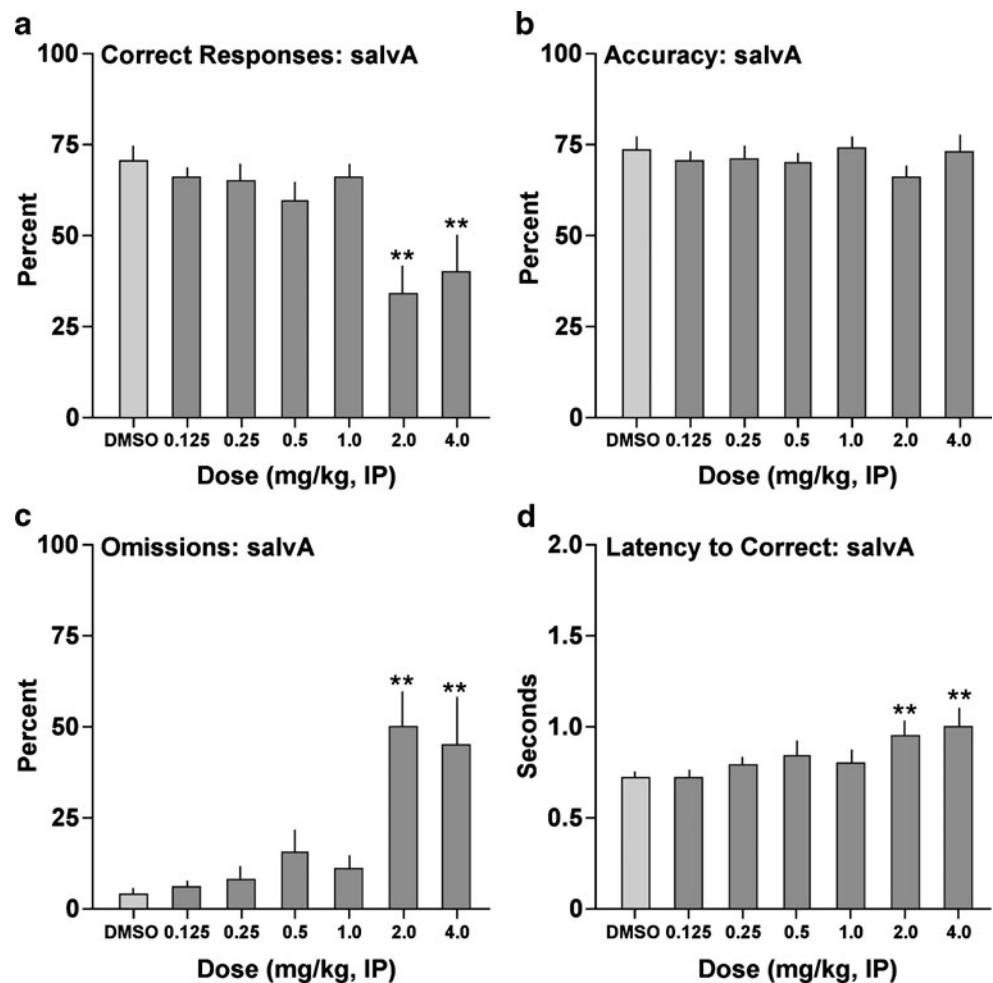 a
Correct Responses: salvA
100
75
50
25
0
Percent
** **
DMSO 0.125 0.25 0.5 1.0 2.0 4.0
Dose (mg/kg, IP)
b
Accuracy: salvA
100
75
50
25
0
Percent
DMSO 0.125 0.25 0.5 1.0 2.0 4.0
Dose (mg/kg, IP)
c
Omissions: salvA
100
75
50
25
0
Percent
** **
DMSO 0.125 0.25 0.5 1.0 2.0 4.0
Dose (mg/kg, IP)
d
Latency to Correct: salvA
2.0
1.5
1.0
0.5
0
Seconds
** **
DMSO 0.125 0.25 0.5 1.0 2.0 4.0
Dose (mg/kg, IP)